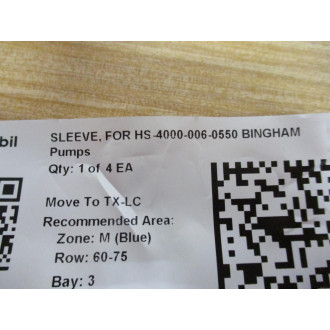 bil
SLEEVE, FOR HS-4000-006-0550 BINGHAM
Pumps
Qty: 1 of 4 EA
Move To TX-LC
Recommended Area:
Zone: M (Blue)
Row: 60-75
Bay: 3